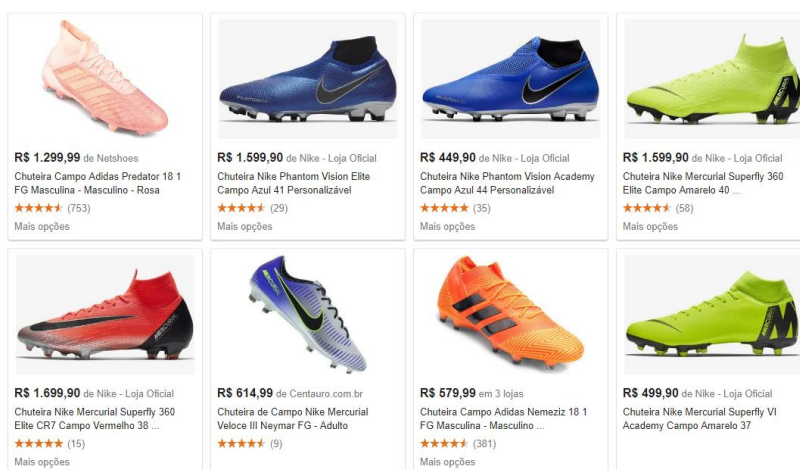 R$ 1.299,99 de Netshoes
Chuteira Campo Adidas Predator 18 1
FG Masculina - Masculino - Rosa
(753)
Mais opções
R$ 1.599,90 de Nike - Loja Oficial
Chuteira Nike Phantom Vision Elite
Campo Azul 41 Personalizável
(29)
Mais opções
R$ 449,90 de Nike - Loja Oficial
Chuteira Nike Phantom Vision Academy
Campo Azul 44 Personalizável
(35)
Mais opções
R$ 1.599,90 de Nike - Loja Oficial
Chuteira Nike Mercurial Superfly 360
Elite Campo Amarelo 40 ...
(58)
Mais opções
R$ 1.699,90 de Nike - Loja Oficial
Chuteira Nike Mercurial Superfly 360
Elite CR7 Campo Vermelho 38 ...
(15)
Mais opções
R$ 614,99 de Centauro.com.br
Chuteira de Campo Nike Mercurial
Veloce III Neymar FG - Adulto
(9)
R$ 579,99 em 3 lojas
Chuteira Campo Adidas Nemeziz 18 1
FG Masculina - Masculino ...
(381)
Mais opções
R$ 499,90 de Nike - Loja Oficial
Chuteira Nike Mercurial Superfly VI
Academy Campo Amarelo 37